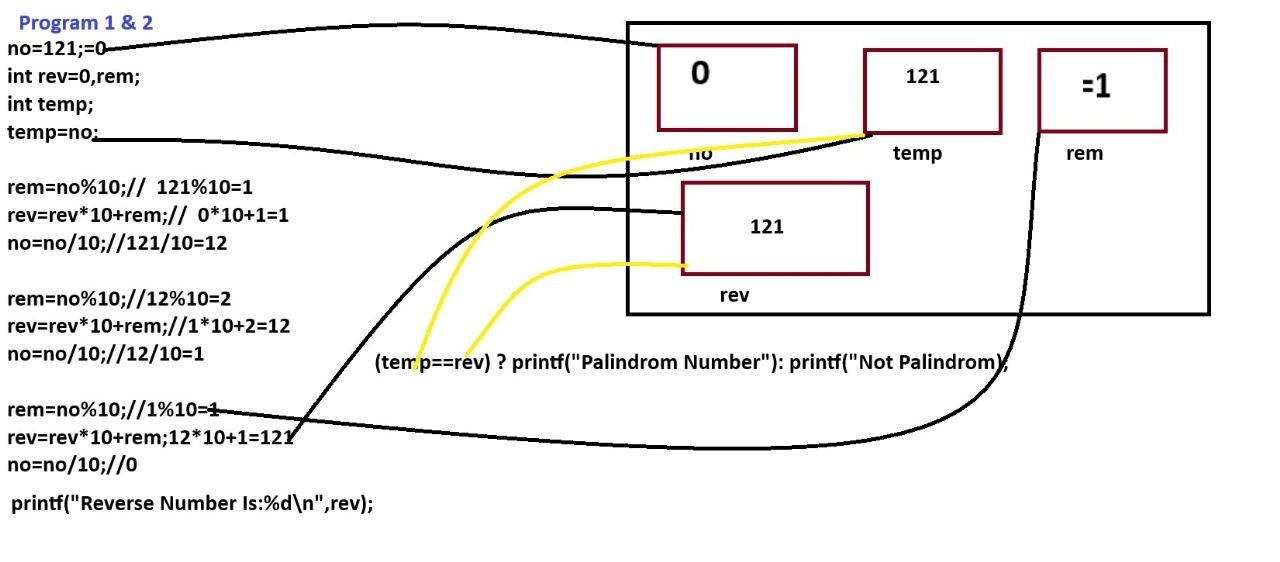 Program 1 & 2
no=121;=0
int rev=0,rem;
int temp;
temp=no;
rem=no%10;// 121%10=1
rev=rev*10+rem;// 0*10+1=1
no=no/10;//121/10=12
rem=no%10;//12%10=2
rev=rev*10+rem;//1*10+2=12
no=no/10;//12/10=1
rem=no%10;//1%10=1
rev=rev*10+rem;12*10+1=121
no=no/10;//0
printf("Reverse Number Is:%d\n",rev);
0
121
=1
no
temp
rem
121
rev
(temp==rev) ? printf("Palindrom Number"): printf("Not Palindrom);